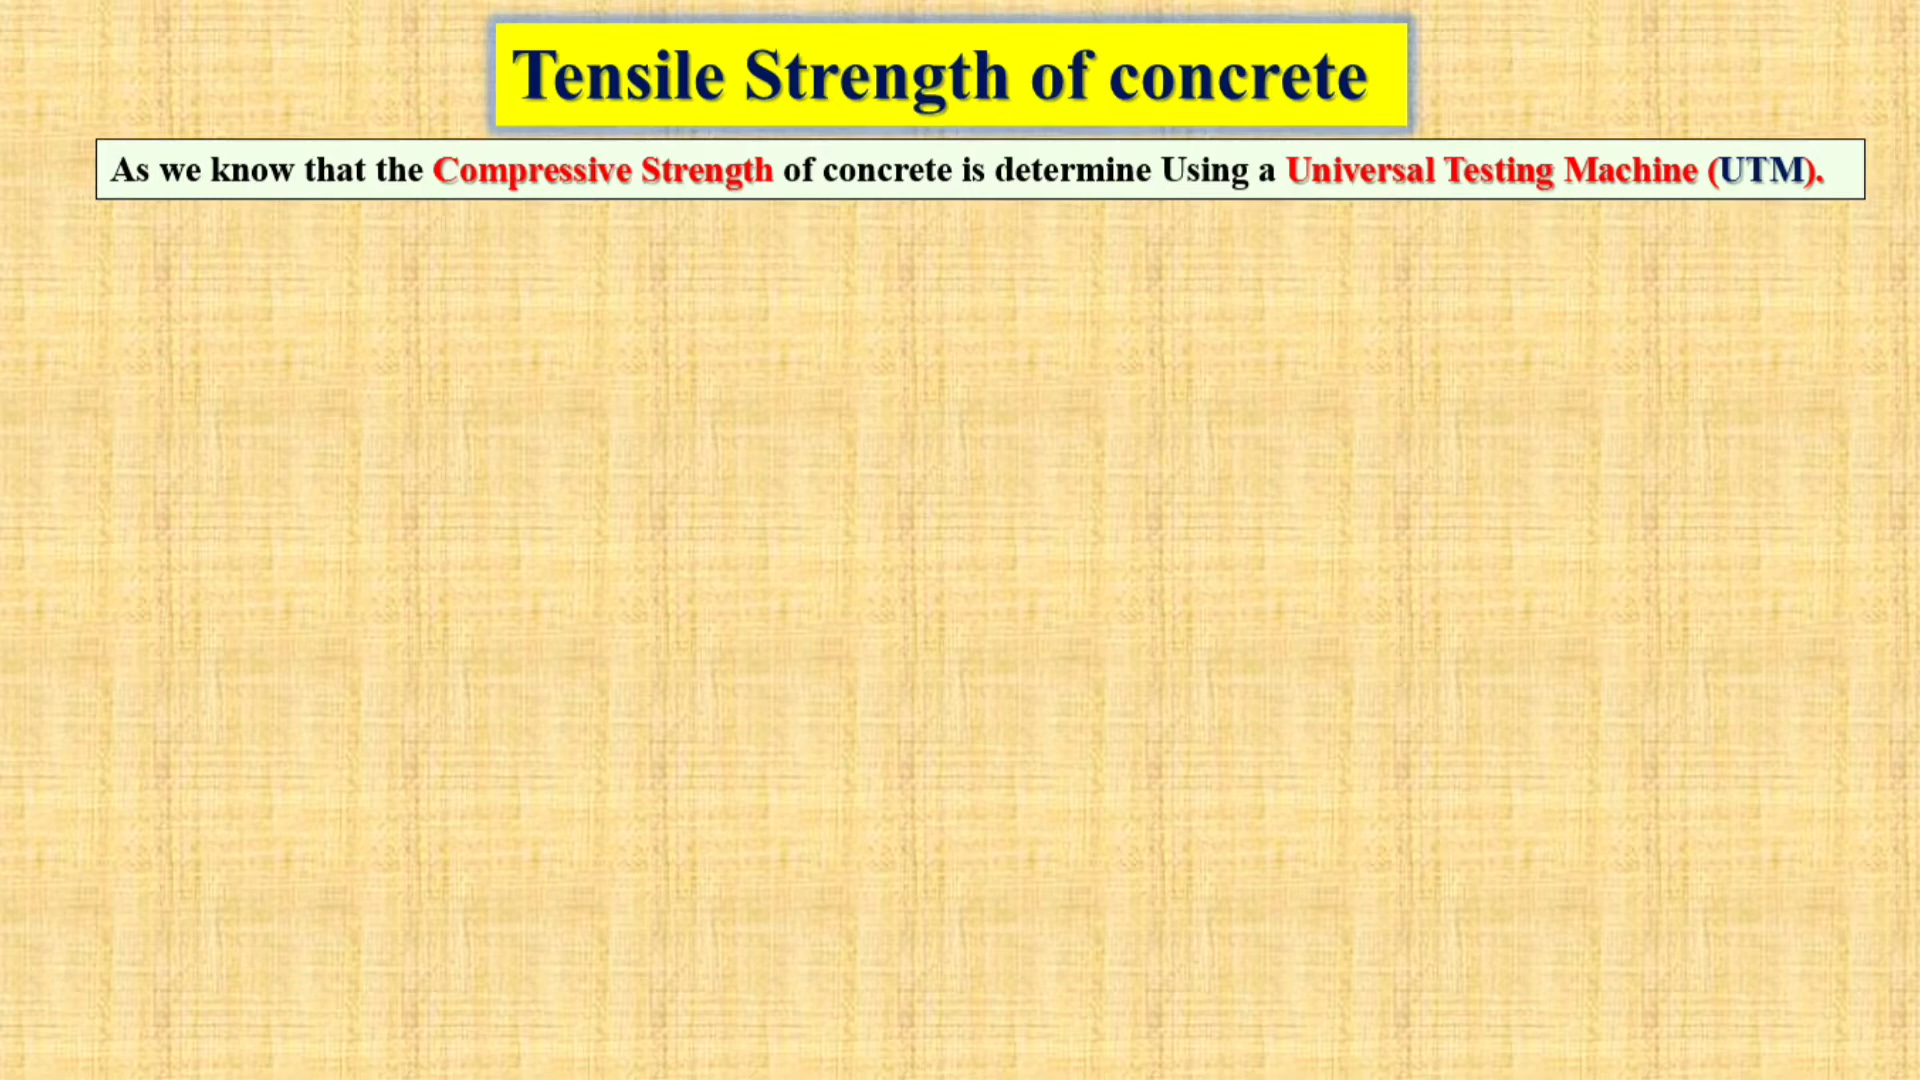 Tensile Strength of concrete
As we know that the Compressive Strength of concrete is determine Using a Universal Testing Machine (UTM).